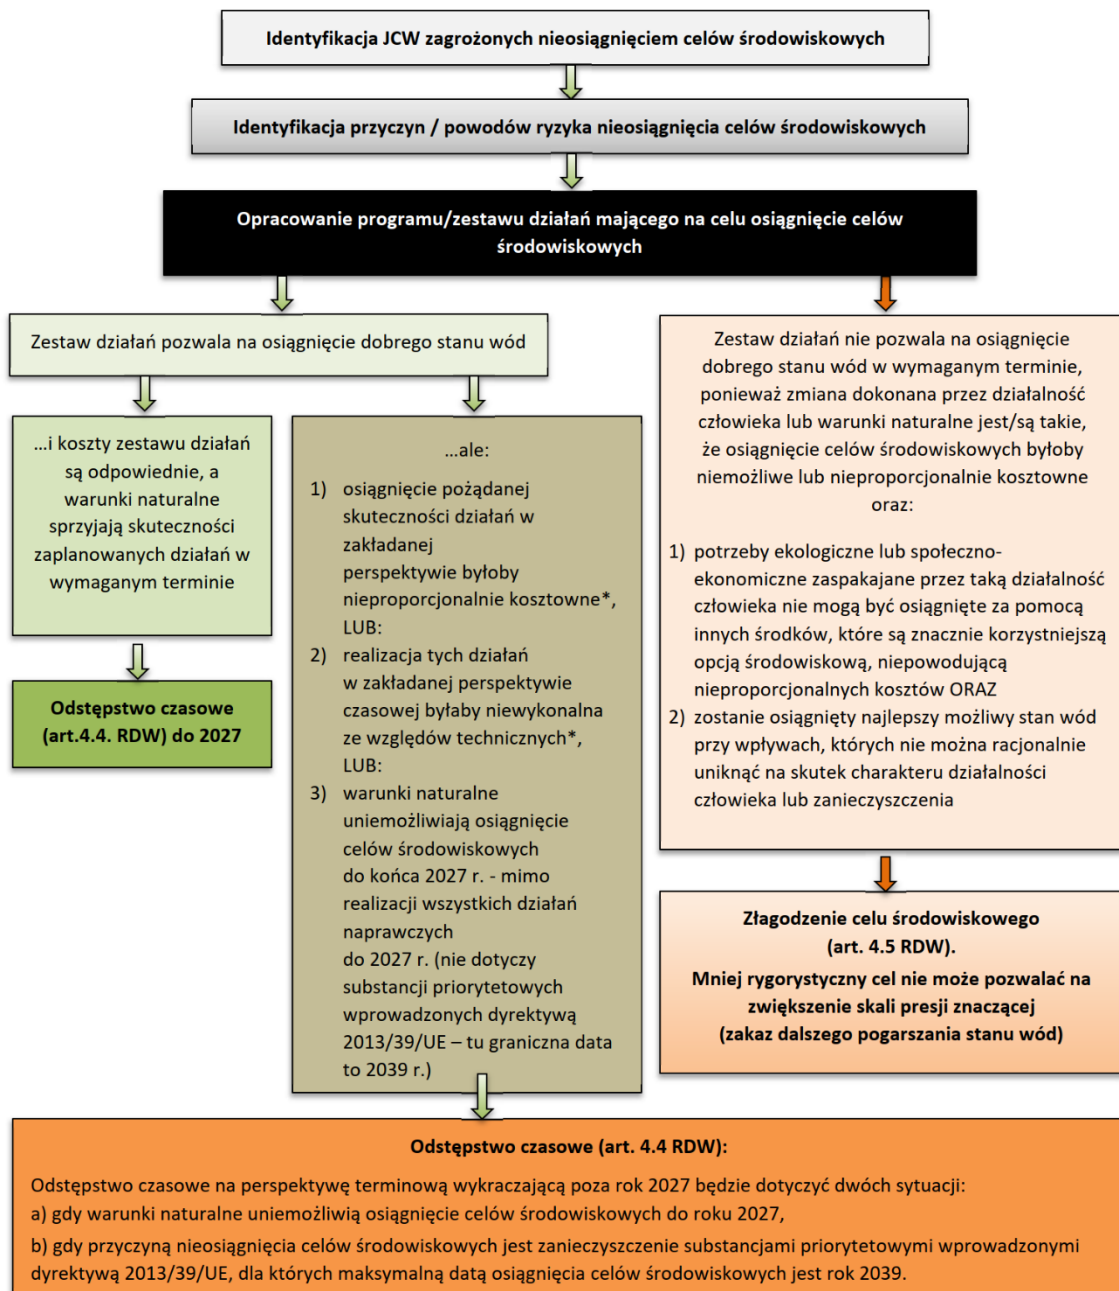 Identyfikacja JCW zagrożonych nieosiągnięciem celów środowiskowych
Identyfikacja przyczyn / powodów ryzyka nieosiągnięcia celów środowiskowych
Opracowanie programu/zestawu działań mającego na celu osiągnięcie celów
środowiskowych
Zestaw działań pozwala na osiągnięcie dobrego stanu wód
...i koszty zestawu działań
są odpowiednie, a
warunki naturalne
sprzyjają skuteczności
zaplanowanych działań w
wymaganym terminie
Odstępstwo czasowe
(art.4.4. RDW) do 2027
...ale:
1) osiągnięcie pożądanej
skuteczności działań w
zakładanej
perspektywie byłoby
nieproporcjonalnie kosztowne*,
LUB:
2) realizacja tych działań
w zakładanej perspektywie
czasowej byłaby niewykonalna
ze względów technicznych*,
LUB:
3) warunki naturalne
uniemożliwiają osiągnięcie
celów środowiskowych
do końca 2027 r. - mimo
realizacji wszystkich działań
naprawczych
do 2027 r. (nie dotyczy
substancji priorytetowych
wprowadzonych dyrektywą
2013/39/UE – tu graniczna data
to 2039 r.)
Zestaw działań nie pozwala na osiągnięcie
dobrego stanu wód w wymaganym terminie,
ponieważ zmiana dokonana przez działalność
człowieka lub warunki naturalne jest/są takie,
że osiągnięcie celów środowiskowych byłoby
niemożliwe lub nieproporcjonalnie kosztowne
oraz:
1) potrzeby ekologiczne lub społeczno-
ekonomiczne zaspakajane przez taką działalność
człowieka nie mogą być osiągnięte za pomocą
innych środków, które są znacznie korzystniejszą
opcją środowiskową, niepowodującą
nieproporcjonalnych kosztów ORAZ
2) zostanie osiągnięty najlepszy możliwy stan wód
przy wpływach, których nie można racjonalnie
uniknąć na skutek charakteru działalności
człowieka lub zanieczyszczenia
Złagodzenie celu środowiskowego
(art. 4.5 RDW).
Mniej rygorystyczny cel nie może pozwalać na
zwiększenie skali presji znaczącej
(zakaz dalszego pogarszania stanu wód)
Odstępstwo czasowe (art. 4.4 RDW):
Odstępstwo czasowe na perspektywę terminową wykraczającą poza rok 2027 będzie dotyczyć dwóch sytuacji:
a) gdy warunki naturalne uniemożliwią osiągnięcie celów środowiskowych do roku 2027,
b) gdy przyczyną nieosiągnięcia celów środowiskowych jest zanieczyszczenie substancjami priorytetowymi wprowadzonymi
dyrektywą 2013/39/UE, dla których maksymalną datą osiągnięcia celów środowiskowych jest rok 2039.